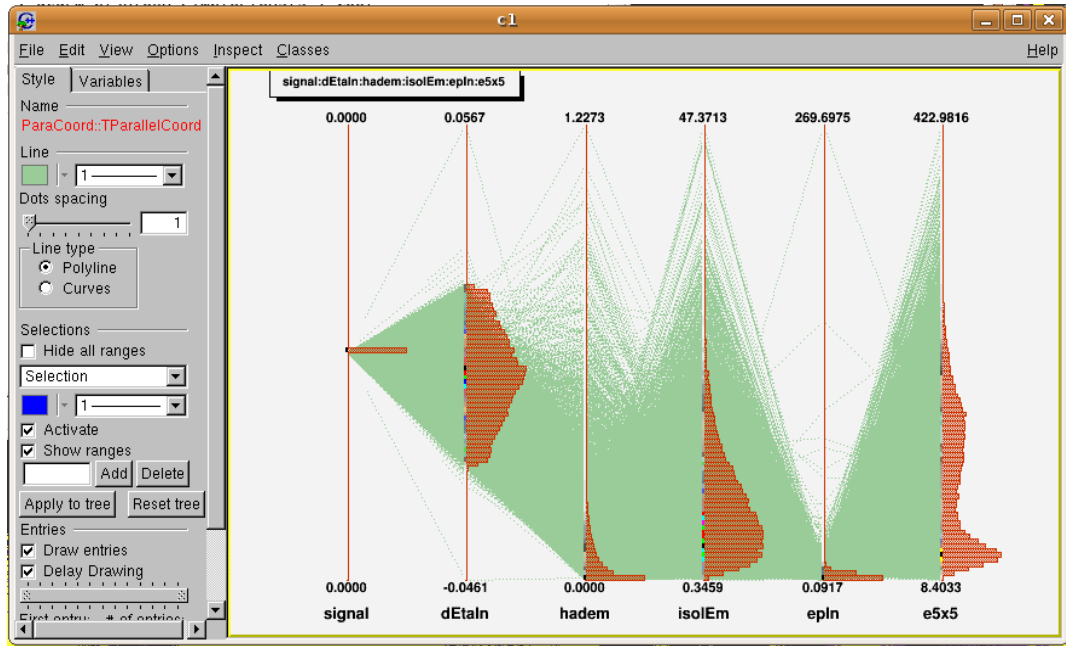 c1
File Edit View Options Inspect Classes Help
Style Variables
Name
ParaCoord::TParallelCoord
Line
1
Dots spacing
1
Line type
Polyline
Curves
Selections
Hide all ranges
Selection
1
Activate
Show ranges
Add Delete
Apply to tree Reset tree
Entries
Draw entries
Delay Drawing
First entry: # of entries
signal:dEtaIn:hadem:isolEm:epIn:e5x5
0.0000 0.0567 1.2273 47.3713 269.6975 422.9816
0.0000 -0.0461 0.0000 0.3459 0.0917 8.4033
signal dEtaIn hadem isolEm epIn e5x5